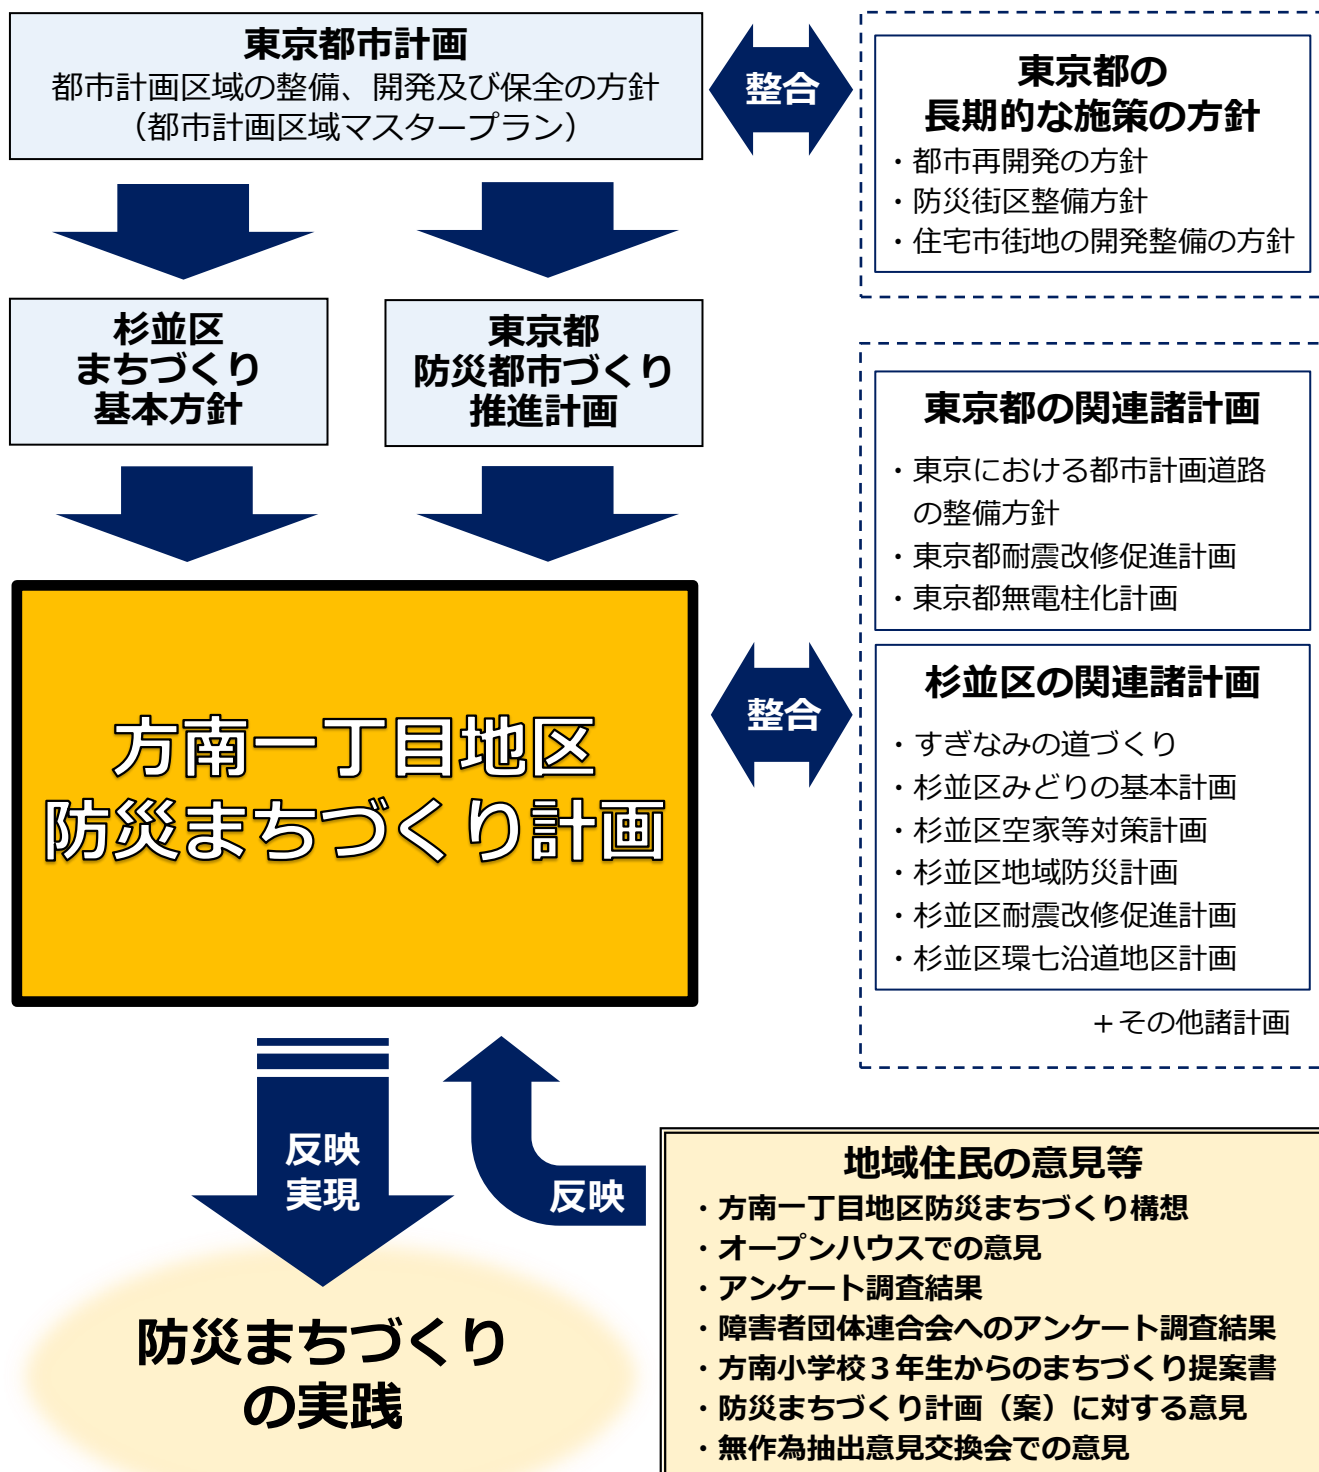 東京都市計画
都市計画区域の整備、開発及び保全の方針
（都市計画区域マスタープラン）
整合
東京都の
長期的な施策の方針
・都市再開発の方針
・防災街区整備方針
・住宅市街地の開発整備の方針
杉並区
まちづくり
基本方針
東京都
防災都市づくり
推進計画
東京都の関連諸計画
・東京における都市計画道路
の整備方針
・東京都耐震改修促進計画
・東京都無電柱化計画
方南一丁目地区
防災まちづくり計画
整合
杉並区の関連諸計画
・すぎなみの道づくり
・杉並区みどりの基本計画
・杉並区空家等対策計画
・杉並区地域防災計画
・杉並区耐震改修促進計画
・杉並区環七沿道地区計画
＋その他諸計画
反映
実現
反映
地域住民の意見等
・方南一丁目地区防災まちづくり構想
・オープンハウスでの意見
・アンケート調査結果
・障害者団体連合会へのアンケート調査結果
・方南小学校３年生からのまちづくり提案書
・防災まちづくり計画（案）に対する意見
・無作為抽出意見交換会での意見
防災まちづくり
の実践